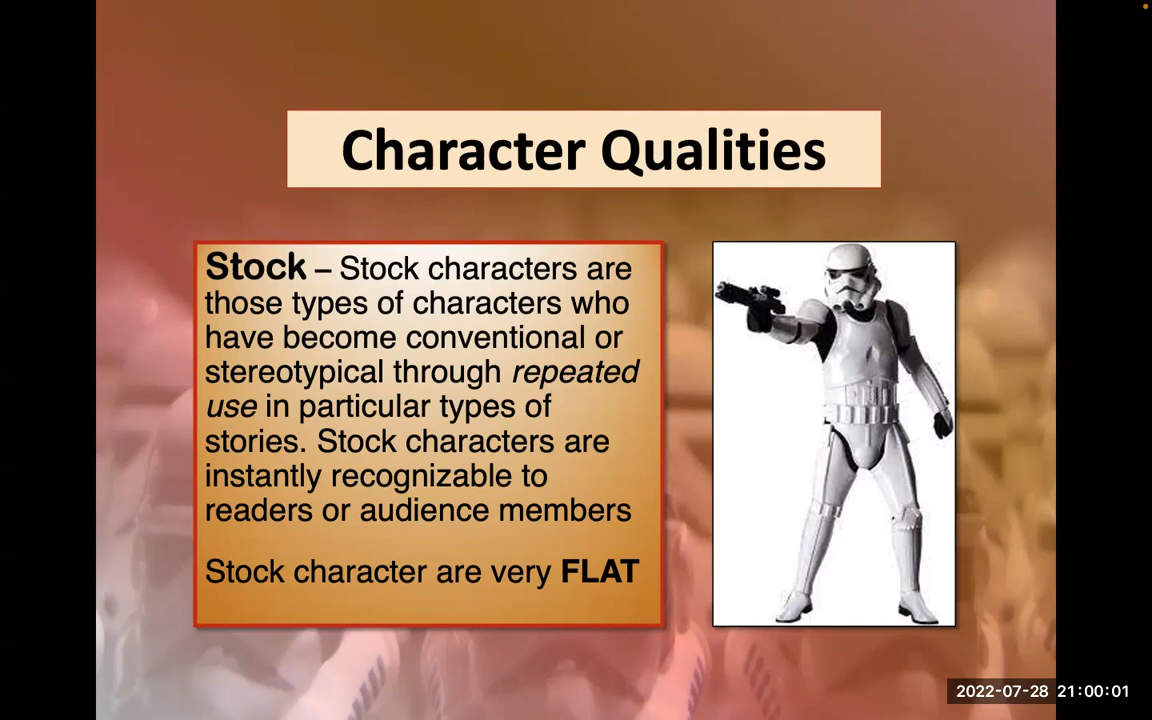 Character Qualities
Stock – Stock characters are
those types of characters who
have become conventional or
stereotypical through repeated
use in particular types of
stories. Stock characters are
instantly recognizable to
readers or audience members
Stock character are very FLAT
2022-07-28 21:00:01